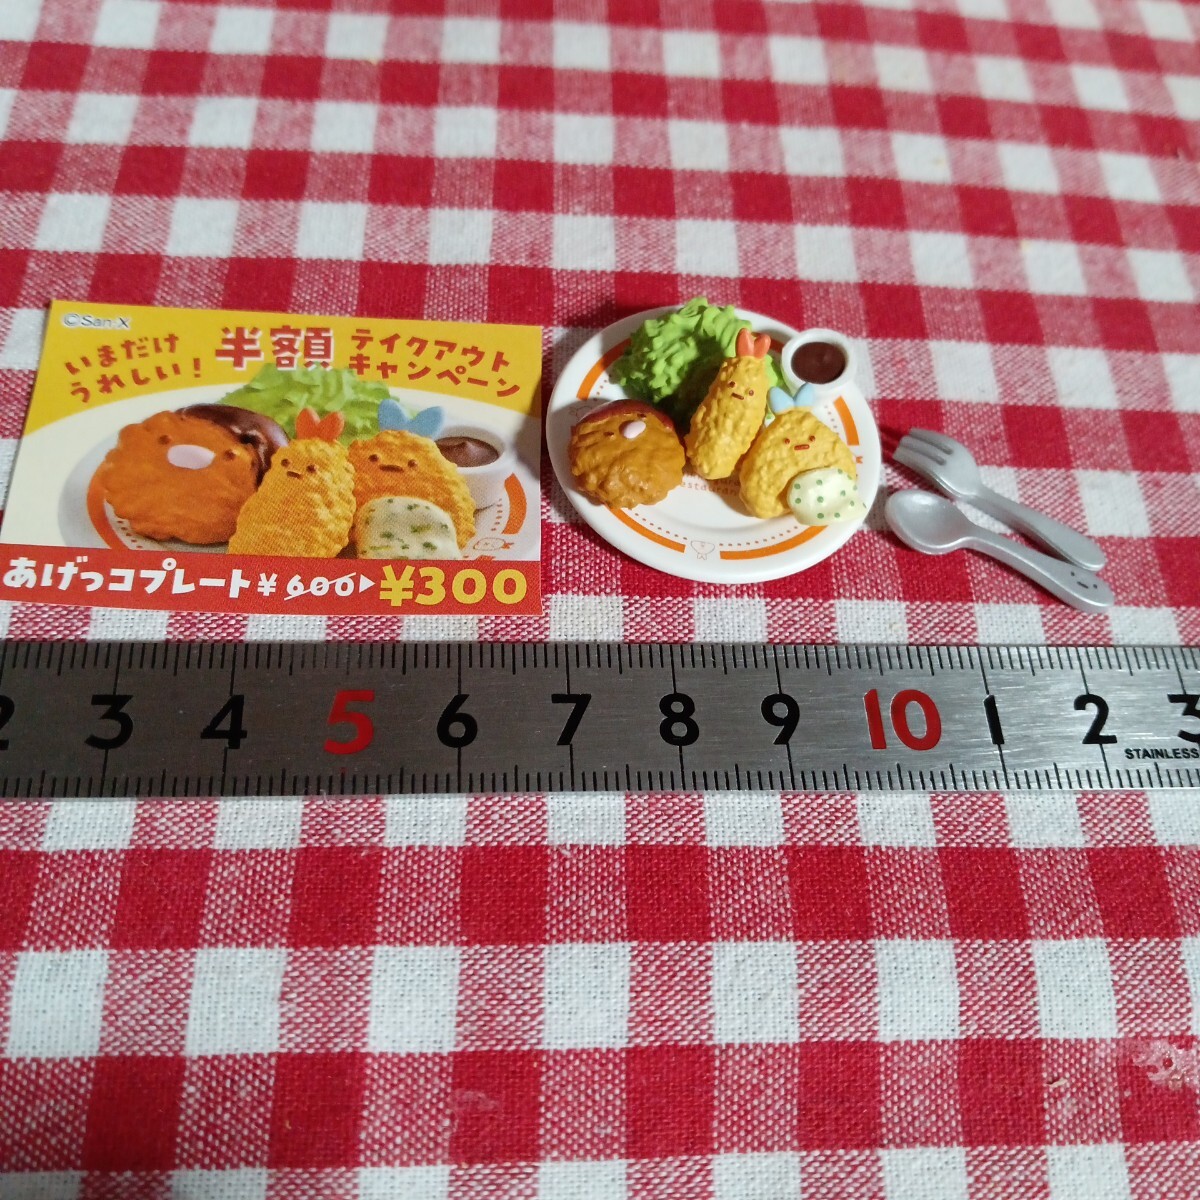 ©San-X
いまだけ
うれしい!
半額
テイクアウト
キャンペーン
あげっコプレート ¥600▶¥300
2 3 4 5 6 7 8 9 10 1 2 3
STAINLESS